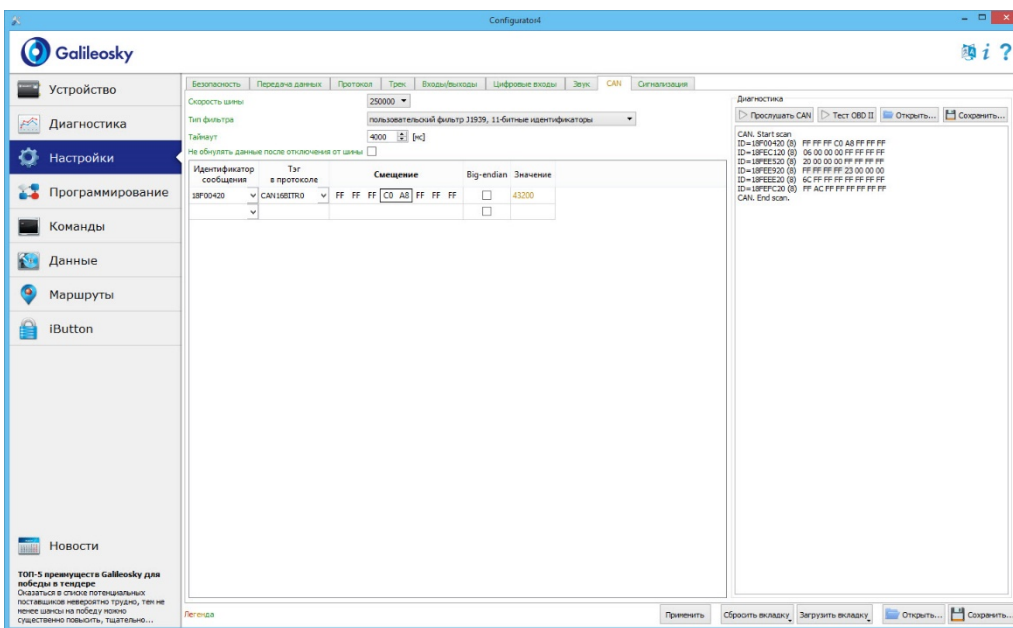 Configurator4
Galileosky
i ?
Устройство
Диагностика
Настройки
Программирование
Команды
Данные
Маршруты
iButton
Новости
ТОП-5 преимуществ Galileosky для
победы в тендере
Оказаться в списке потенциальных
поставщиков невероятно трудно, тем не
менее шансы на победу можно
существенно повысить, тщательно...
Безопасность Передача данных Протокол Трек Входы/выходы Цифровые входы Звук CAN Сигнализация
Скорость шины 250000
Тип фильтра пользовательский фильтр J1939, 11-битные идентификаторы
Таймаут 4000 [мс]
Не обнулять данные после отключения от шины
Идентификатор сообщения Тэг в протоколе Смещение Big-endian Значение
18F00420 CAN16BITR0 FF FF FF C0 A8 FF FF FF 43200
Диагностика
Прослушать CAN Тест OBD II Открыть... Сохранить...
CAN. Start scan
ID=18F00420 (8) FF FF FF C0 A8 FF FF FF
ID=18FEC120 (8) 06 00 00 00 FF FF FF FF
ID=18FEE520 (8) 20 00 00 00 FF FF FF FF
ID=18FEE920 (8) FF FF FF FF 23 00 00 00
ID=18FEEE20 (8) 6C FF FF FF FF FF FF FF
ID=18FEFC20 (8) FF AC FF FF FF FF FF FF
CAN. End scan.
Легенда
Применить Сбросить вкладку Загрузить вкладку Открыть... Сохранить...